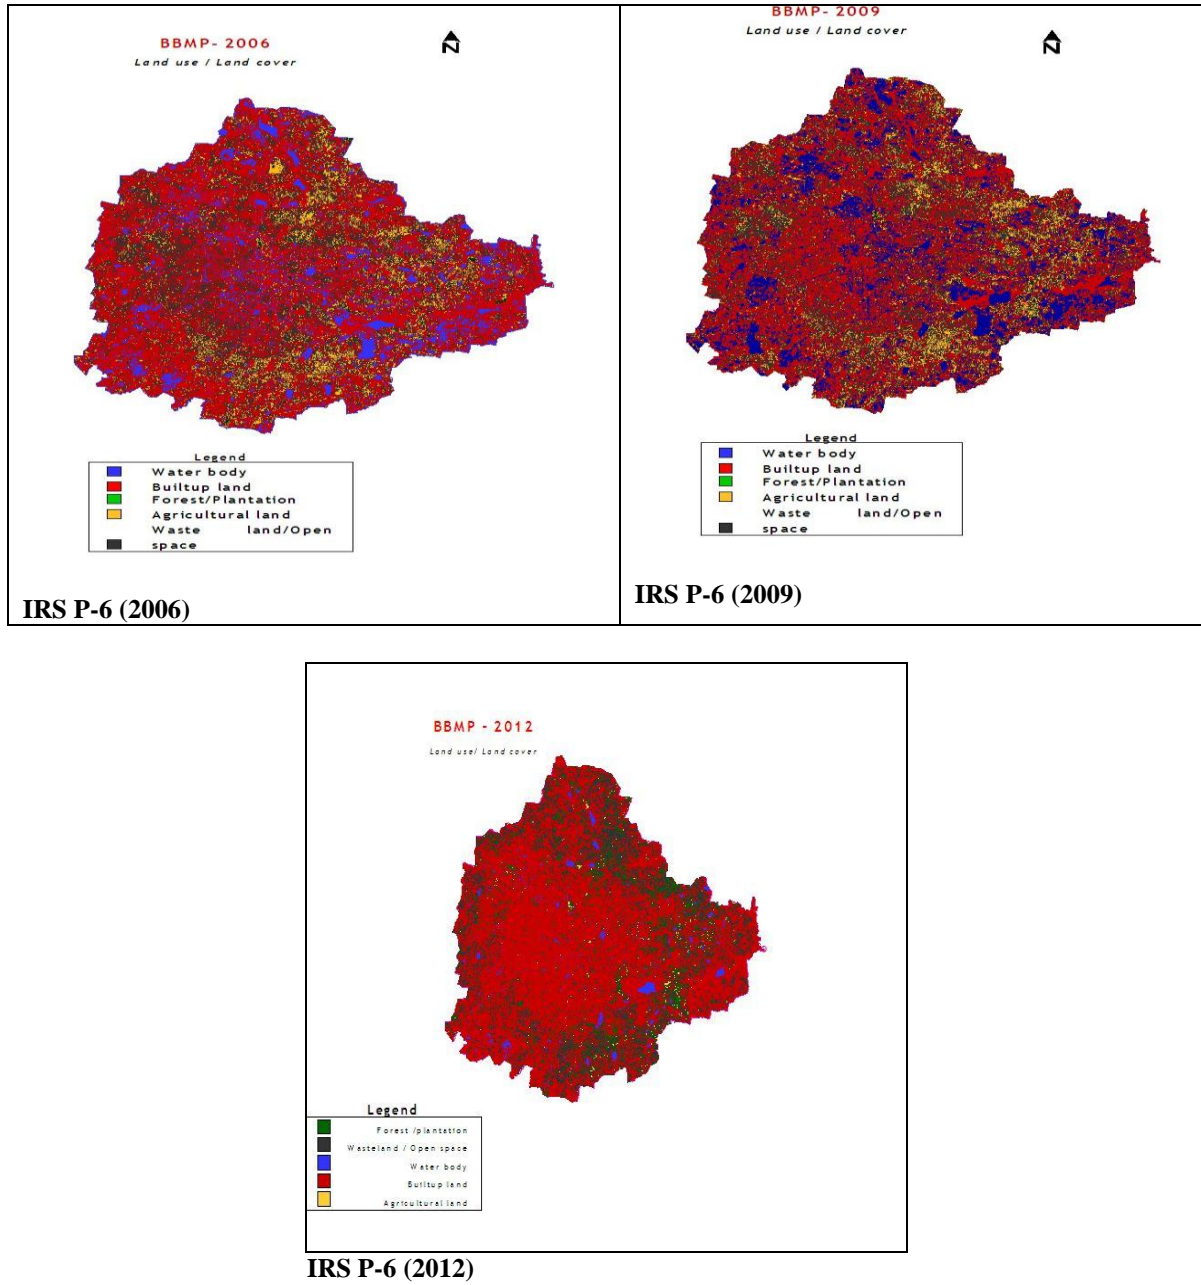 BBMP- 2006
Land use / Land cover
N
Legend
Water body
Builtup land
Forest/Plantation
Agricultural land
Waste land/Open
space
IRS P-6 (2006)
BBMP- 2009
Land use / Land cover
N
Legend
Water body
Builtup land
Forest/Plantation
Agricultural land
Waste land/Open
space
IRS P-6 (2009)
BBMP - 2012
Land use/ Land cover
Legend
Forest /plantation
Wasteland / Open space
Water body
Builtup land
Agricultural land
IRS P-6 (2012)